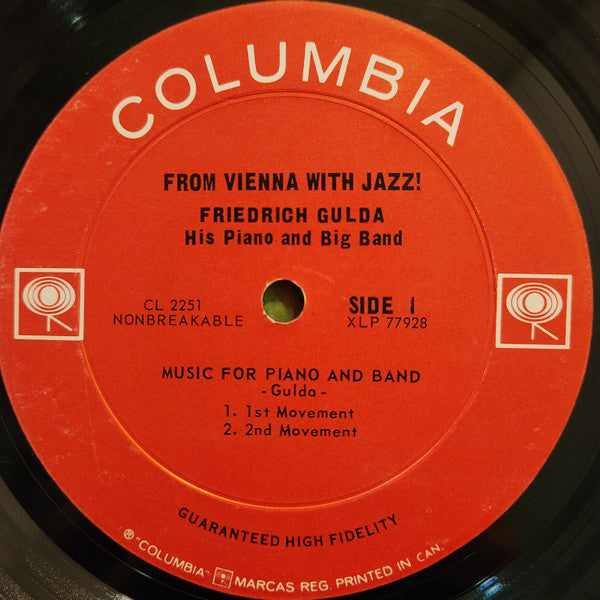 COLUMBIA
FROM VIENNA WITH JAZZ!
FRIEDRICH GULDA
His Piano and Big Band
CL 2251
NONBREAKABLE
SIDE 1
XLP 77928
MUSIC FOR PIANO AND BAND
-Gulda-
1. 1st Movement
2. 2nd Movement
GUARANTEED HIGH FIDELITY
® "COLUMBIA" MARCAS REG. PRINTED IN CAN.